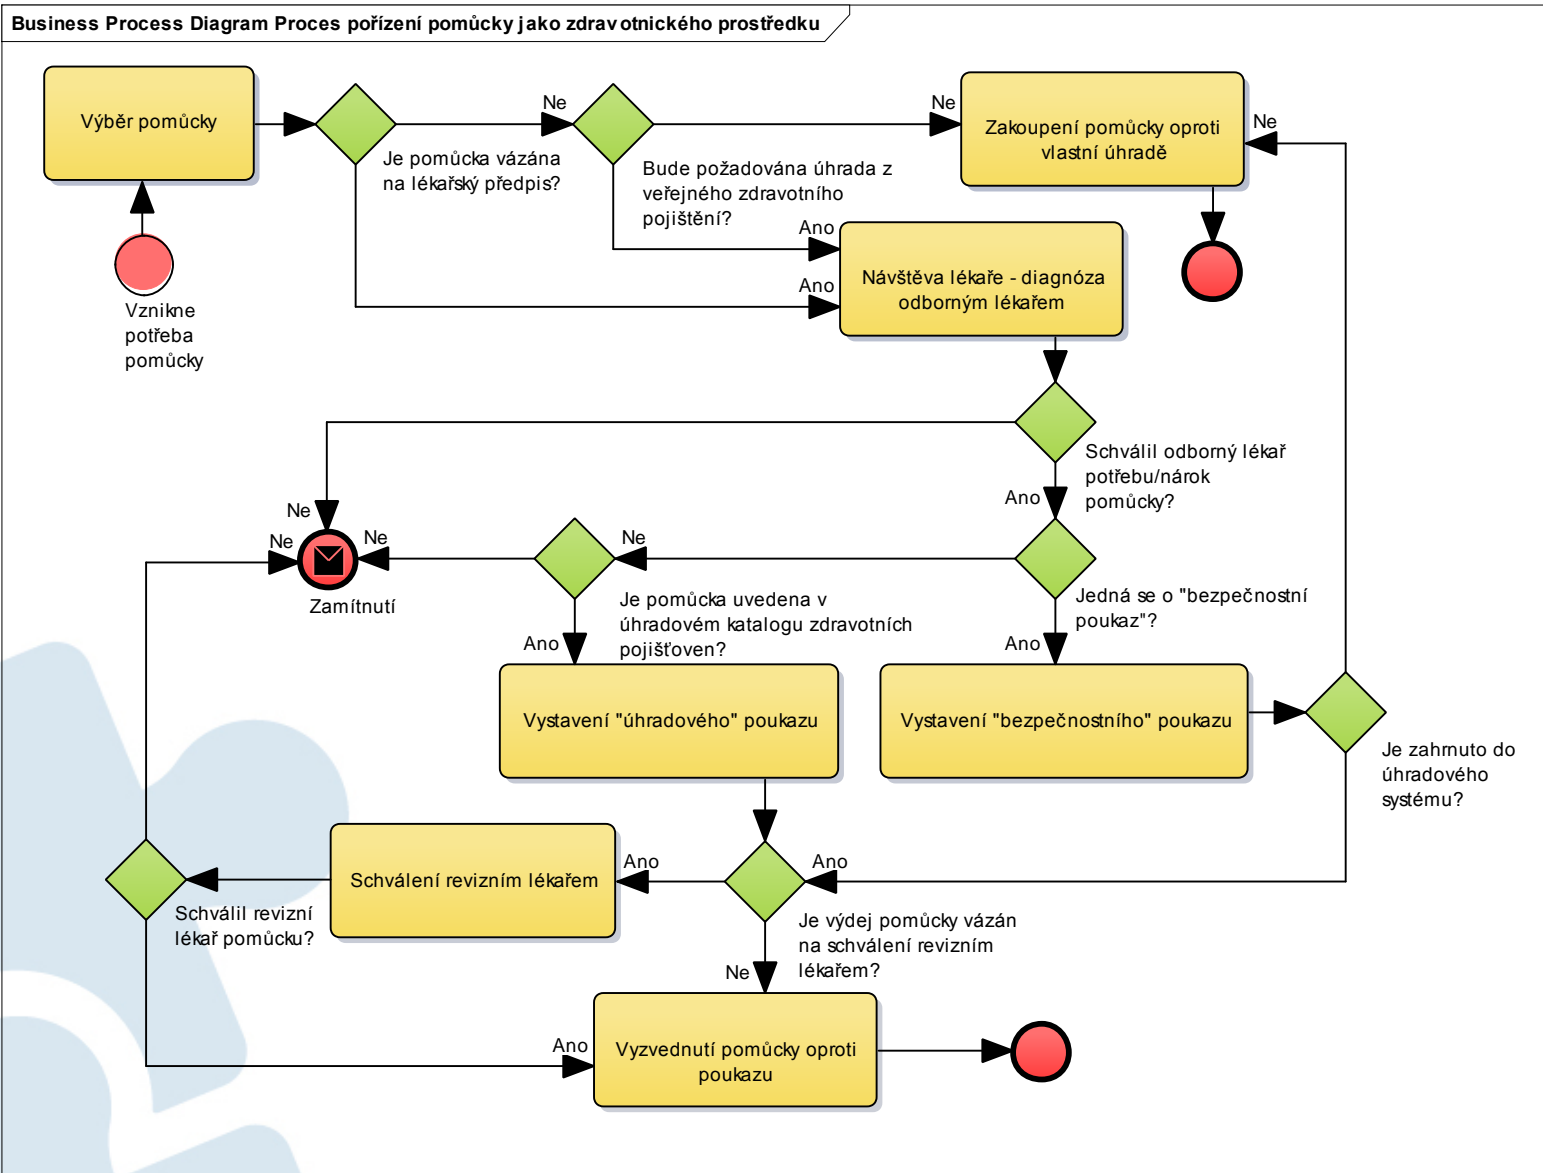 Business Process Diagram Proces pořízení pomůcky jako zdravotnického prostředku
Výběr pomůcky
Vznikne
potřeba
pomůcky
Je pomůcka vázána
na lékařský předpis?
Ne
Bude požadována úhrada z
veřejného zdravotního
pojištění?
Ne
Zakoupení pomůcky oproti
vlastní úhradě
Ne
Ano
Ano
Návštěva lékaře - diagnóza
odborným lékařem
Schválil odborný lékař
potřebu/nárok
pomůcky?
Ano
Ne
Ne
Ne
Zamítnutí
Ne
Je pomůcka uvedena v
úhradovém katalogu zdravotních
pojišťoven?
Ano
Jedná se o "bezpečnostní
poukaz"?
Ano
Vystavení "úhradového" poukazu
Vystavení "bezpečnostního" poukazu
Je zahrnuto do
úhradového
systému?
Schválil revizní
lékař pomůcku?
Schválení revizním lékařem
Ano
Ano
Je výdej pomůcky vázán
na schválení revizním
lékařem?
Ne
Ano
Vyzvednutí pomůcky oproti
poukazu